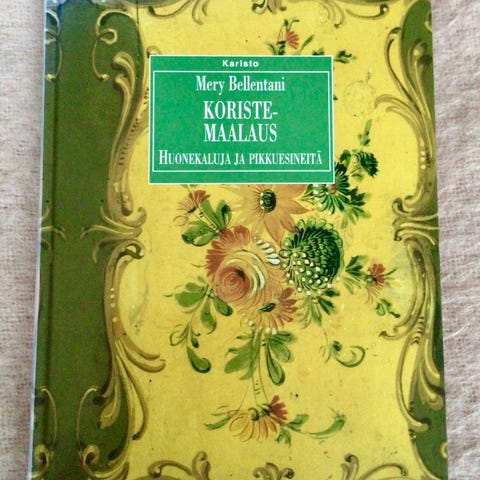 Karisto
Mery Bellentani
KORISTE-
MAALAUS
HUONEKALUJA JA PIKKUESINEITÄ